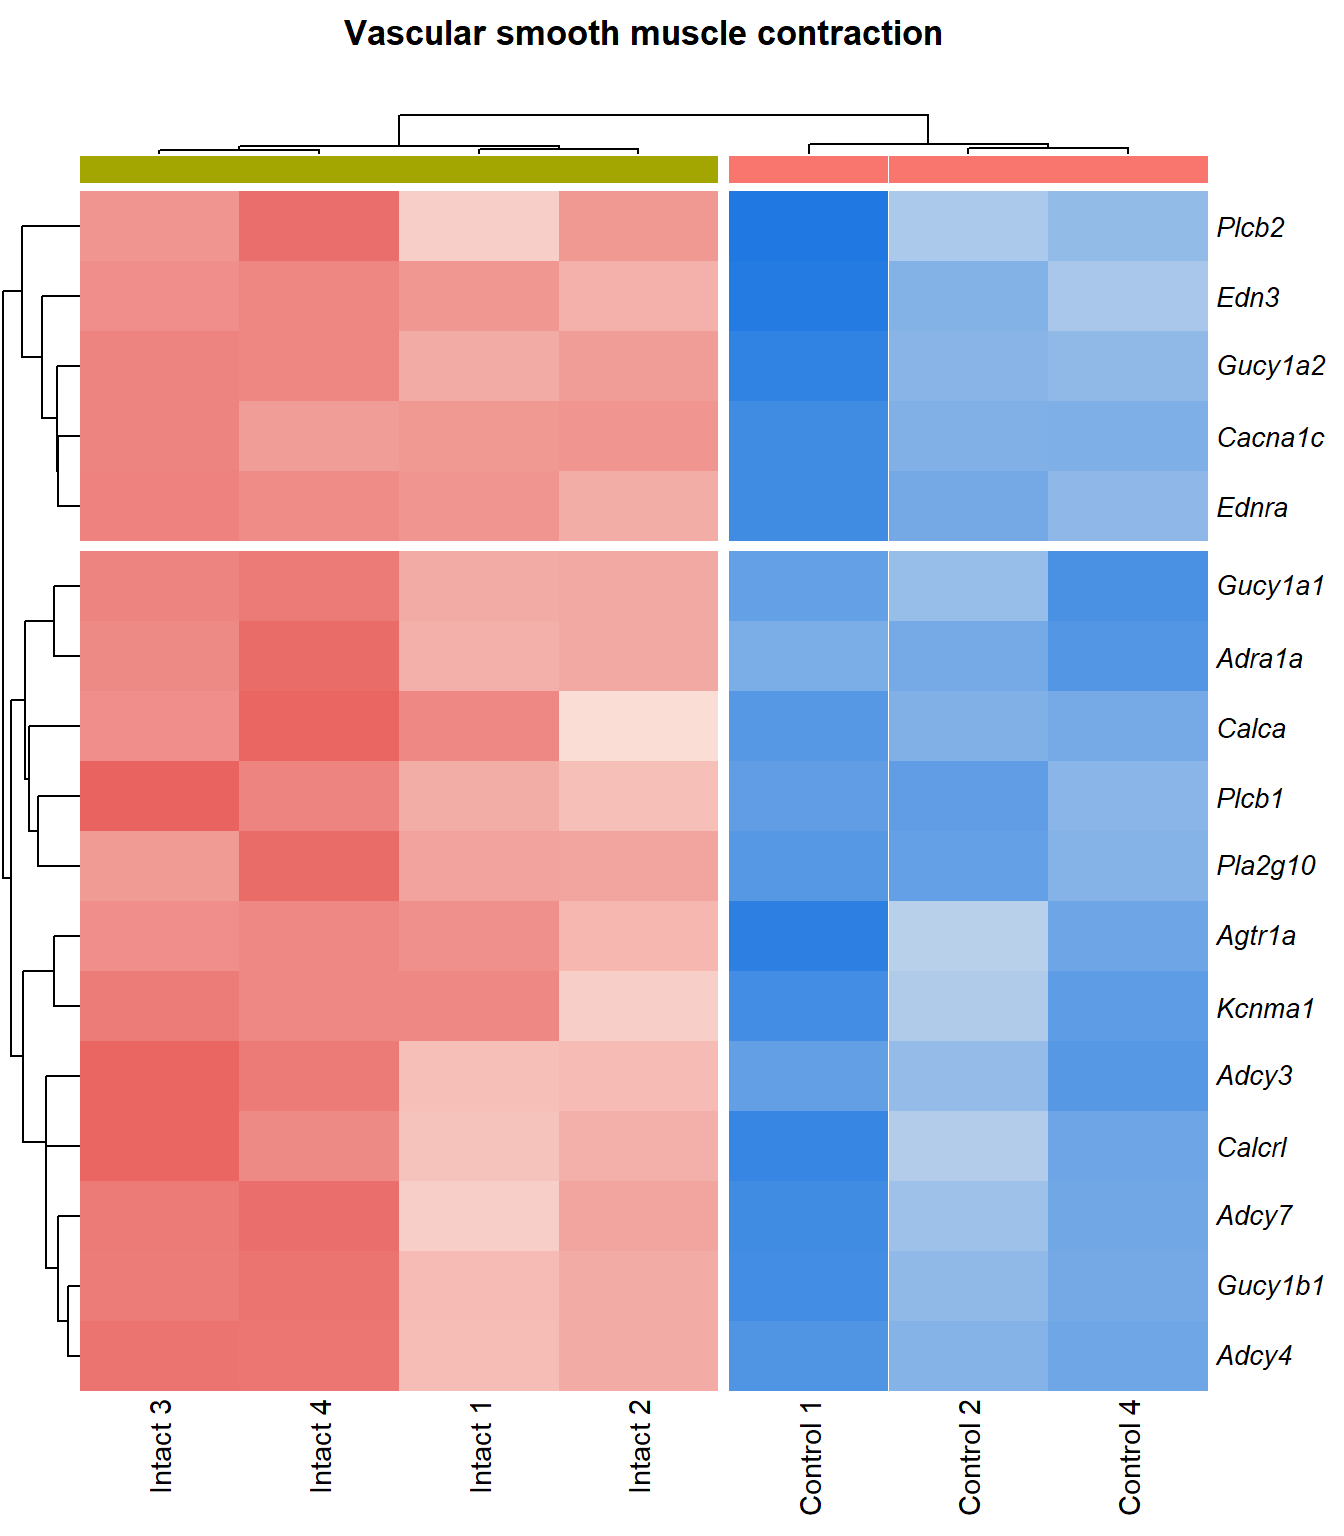 Vascular smooth muscle contraction
Plcb2
Edn3
Gucy1a2
Cacna1c
Ednra
Gucy1a1
Adra1a
Calca
Plcb1
Pla2g10
Agtr1a
Kcnma1
Adcy3
Calcrl
Adcy7
Gucy1b1
Adcy4
Intact 3
Intact 4
Intact 1
Intact 2
Control 1
Control 2
Control 4